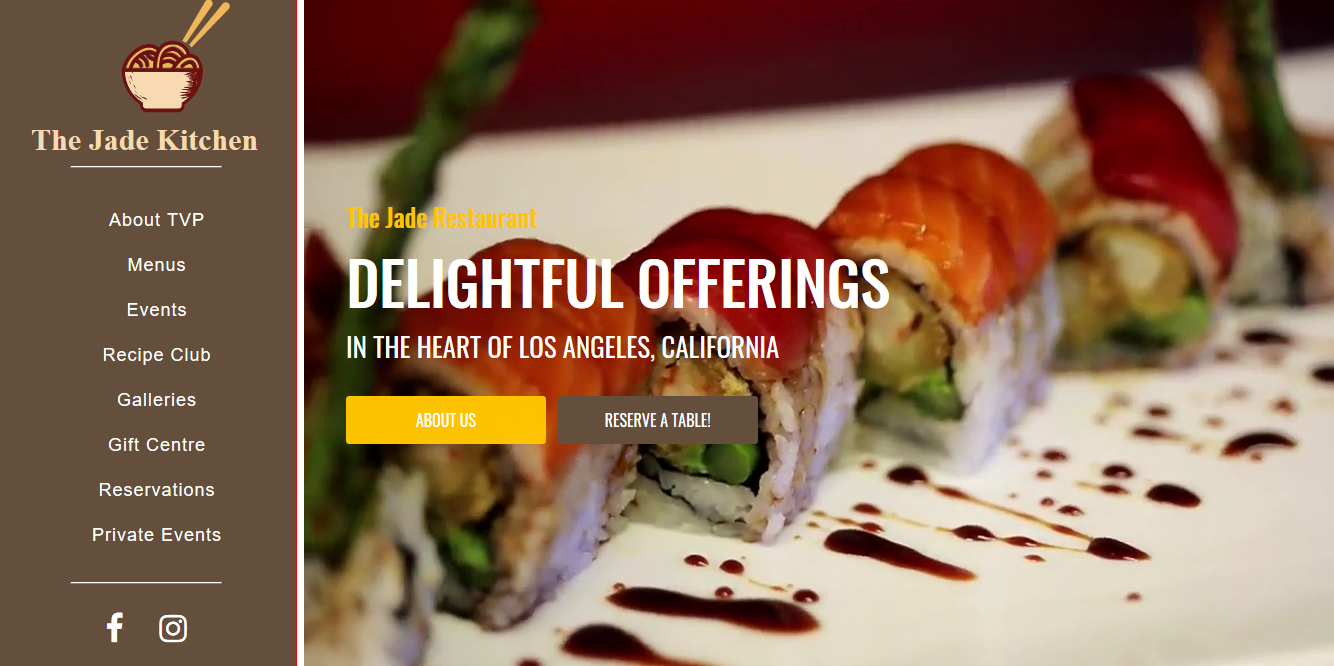 The Jade Kitchen
About TVP
Menus
Events
Recipe Club
Galleries
Gift Centre
Reservations
Private Events
The Jade Restaurant
DELIGHTFUL OFFERINGS
IN THE HEART OF LOS ANGELES, CALIFORNIA
ABOUT US
RESERVE A TABLE!